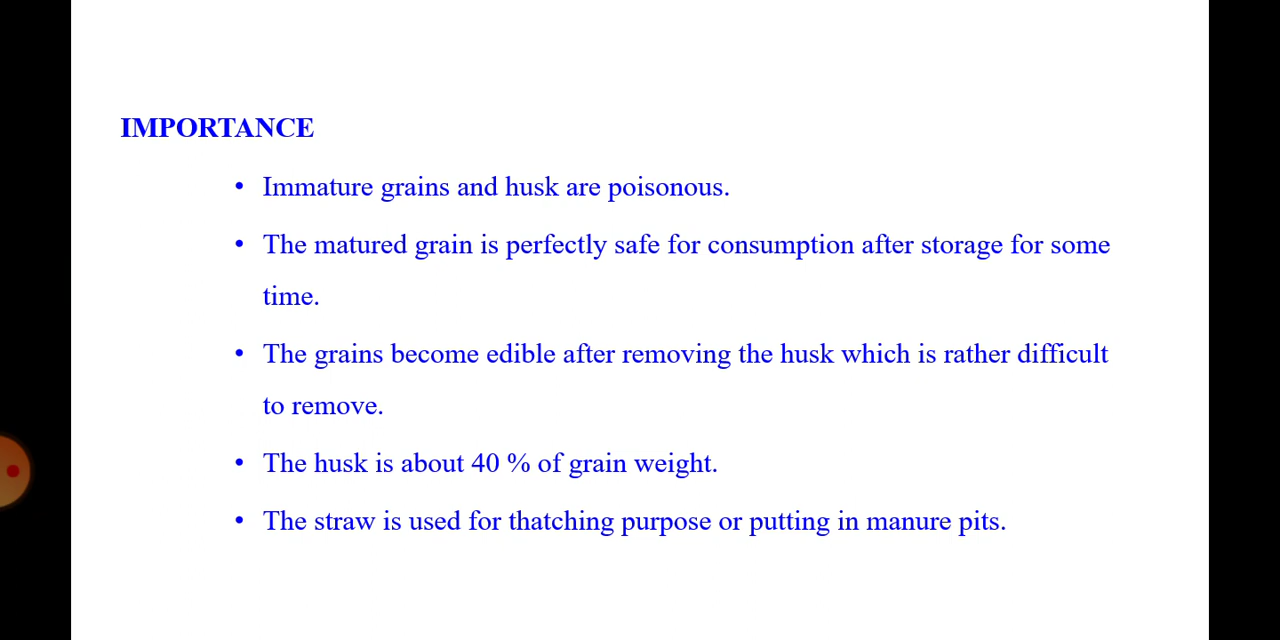 IMPORTANCE
• Immature grains and husk are poisonous.
• The matured grain is perfectly safe for consumption after storage for some
time.
• The grains become edible after removing the husk which is rather difficult
to remove.
• The husk is about 40 % of grain weight.
• The straw is used for thatching purpose or putting in manure pits.